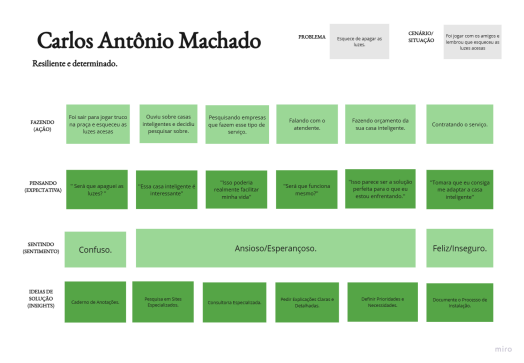 Carlos Antônio Machado
Resiliente e determinado.
PROBLEMA
Esquece de apagar as
luzes.
CENÁRIO/
SITUAÇÃO
Foi jogar com os amigos e
lembrou que esqueceu as
luzes acesas
FAZENDO
(AÇÃO)
Foi sair para jogar truco
na praça e esqueceu as
luzes acesas
Ouviu sobre casas
inteligentes e decidiu
pesquisar sobre.
Pesquisando empresas
que fazem esse tipo de
serviço.
Falando com o
atendente.
Fazendo orçamento da
sua casa inteligente.
Contratando o serviço.
PENSANDO
(EXPECTATIVA)
" Será que apaguei as
luzes? "
"Essa casa inteligente é
interessante"
"Isso poderia
realmente facilitar
minha vida"
"Será que funciona
mesmo?"
"Isso parece ser a solução
perfeita para o que eu
estou enfrentando."
"Tomara que eu consiga
me adaptar a casa
inteligente"
SENTINDO
(SENTIMENTO)
Confuso.
Ansioso/Esperançoso.
Feliz/Inseguro.
IDEIAS DE
SOLUÇÃO
(INSIGHTS)
Caderno de Anotações.
Pesquisa em Sites
Especializados.
Consultoria Especializada.
Pedir Explicações Claras e
Detalhadas.
Definir Prioridades e
Necessidades.
Documente o Processo de
Instalação.
miro